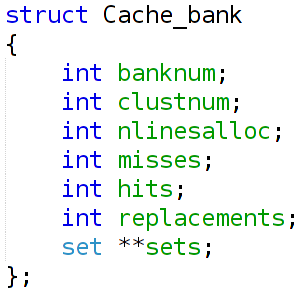 struct Cache_bank
{
    int banknum;
    int clustnum;
    int nlinesalloc;
    int misses;
    int hits;
    int replacements;
    set **sets;
};